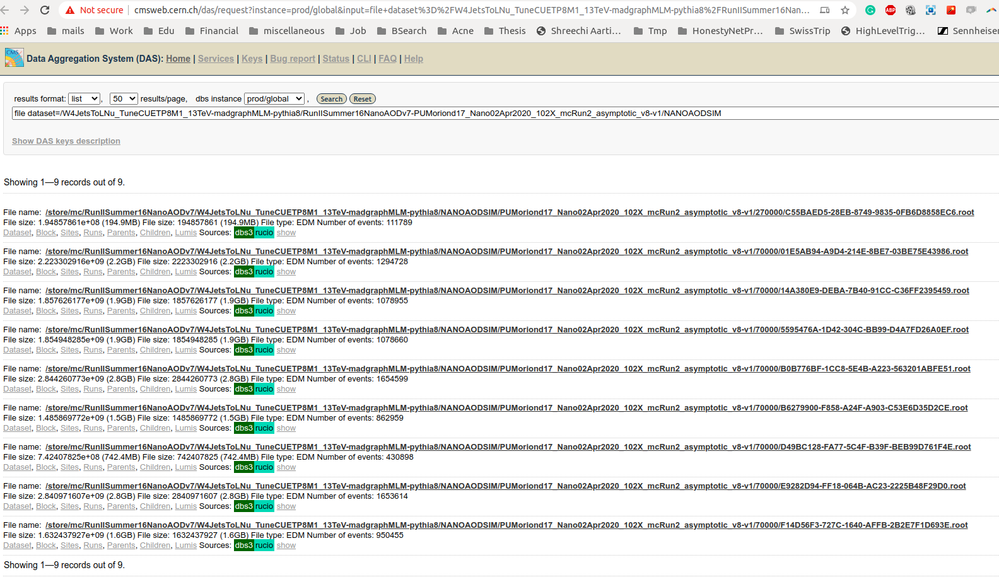 Not secure | cmsweb.cern.ch/das/request?instance=prod/global&input=file+dataset%3D%2FW4JetsToLNu_TuneCUETP8M1_13TeV-madgraphMLM-pythia8%2FRunIISummer16Nan...
Apps mails Work Edu Financial miscellaneous Job BSearch Acne Thesis Shreechi Aarti... Tmp HonestyNetPr... SwissTrip HighLevelTrig... Sennheiser
CMS Data Aggregation System (DAS): Home | Services | Keys | Bug report | Status | CLI | FAQ | Help
results format: list , 50 results/page, dbs instance prod/global , Search Reset
file dataset=/W4JetsToLNu_TuneCUETP8M1_13TeV-madgraphMLM-pythia8/RunIISummer16NanoAODv7-PUMoriond17_Nano02Apr2020_102X_mcRun2_asymptotic_v8-v1/NANOAODSIM
Show DAS keys description
Showing 1—9 records out of 9.
File name: /store/mc/RunIISummer16NanoAODv7/W4JetsToLNu_TuneCUETP8M1_13TeV-madgraphMLM-pythia8/NANOAODSIM/PUMoriond17_Nano02Apr2020_102X_mcRun2_asymptotic_v8-v1/270000/C55BAED5-28EB-8749-9835-0FB6D8858EC6.root
File size: 1.94857861e+08 (194.9MB) File size: 194857861 (194.9MB) File type: EDM Number of events: 111789
Dataset, Block, Sites, Runs, Parents, Children, Lumis Sources: dbs3 rucio show
File name: /store/mc/RunIISummer16NanoAODv7/W4JetsToLNu_TuneCUETP8M1_13TeV-madgraphMLM-pythia8/NANOAODSIM/PUMoriond17_Nano02Apr2020_102X_mcRun2_asymptotic_v8-v1/70000/01E5AB94-A9D4-214E-8BE7-03BE75E43986.root
File size: 2.223302916e+09 (2.2GB) File size: 2223302916 (2.2GB) File type: EDM Number of events: 1294728
Dataset, Block, Sites, Runs, Parents, Children, Lumis Sources: dbs3 rucio show
File name: /store/mc/RunIISummer16NanoAODv7/W4JetsToLNu_TuneCUETP8M1_13TeV-madgraphMLM-pythia8/NANOAODSIM/PUMoriond17_Nano02Apr2020_102X_mcRun2_asymptotic_v8-v1/70000/14A380E9-DEBA-7B40-91CC-C36FF2395459.root
File size: 1.857626177e+09 (1.9GB) File size: 1857626177 (1.9GB) File type: EDM Number of events: 1078955
Dataset, Block, Sites, Runs, Parents, Children, Lumis Sources: dbs3 rucio show
File name: /store/mc/RunIISummer16NanoAODv7/W4JetsToLNu_TuneCUETP8M1_13TeV-madgraphMLM-pythia8/NANOAODSIM/PUMoriond17_Nano02Apr2020_102X_mcRun2_asymptotic_v8-v1/70000/5595476A-1D42-304C-BB99-D4A7FD26A0EF.root
File size: 1.854948285e+09 (1.9GB) File size: 1854948285 (1.9GB) File type: EDM Number of events: 1078660
Dataset, Block, Sites, Runs, Parents, Children, Lumis Sources: dbs3 rucio show
File name: /store/mc/RunIISummer16NanoAODv7/W4JetsToLNu_TuneCUETP8M1_13TeV-madgraphMLM-pythia8/NANOAODSIM/PUMoriond17_Nano02Apr2020_102X_mcRun2_asymptotic_v8-v1/70000/B0B776BF-1CC8-5E4B-A223-563201ABFE51.root
File size: 2.844260773e+09 (2.8GB) File size: 2844260773 (2.8GB) File type: EDM Number of events: 1654599
Dataset, Block, Sites, Runs, Parents, Children, Lumis Sources: dbs3 rucio show
File name: /store/mc/RunIISummer16NanoAODv7/W4JetsToLNu_TuneCUETP8M1_13TeV-madgraphMLM-pythia8/NANOAODSIM/PUMoriond17_Nano02Apr2020_102X_mcRun2_asymptotic_v8-v1/70000/B6279900-F858-A24F-A903-C53E6D35D2CE.root
File size: 1.485869772e+09 (1.5GB) File size: 1485869772 (1.5GB) File type: EDM Number of events: 862959
Dataset, Block, Sites, Runs, Parents, Children, Lumis Sources: dbs3 rucio show
File name: /store/mc/RunIISummer16NanoAODv7/W4JetsToLNu_TuneCUETP8M1_13TeV-madgraphMLM-pythia8/NANOAODSIM/PUMoriond17_Nano02Apr2020_102X_mcRun2_asymptotic_v8-v1/70000/D49BC128-FA77-5C4F-B39F-BEB99D761F4E.root
File size: 7.42407825e+08 (742.4MB) File size: 742407825 (742.4MB) File type: EDM Number of events: 430898
Dataset, Block, Sites, Runs, Parents, Children, Lumis Sources: dbs3 rucio show
File name: /store/mc/RunIISummer16NanoAODv7/W4JetsToLNu_TuneCUETP8M1_13TeV-madgraphMLM-pythia8/NANOAODSIM/PUMoriond17_Nano02Apr2020_102X_mcRun2_asymptotic_v8-v1/70000/E9282D94-FF18-064B-AC23-2225B48F29D0.root
File size: 2.840971607e+09 (2.8GB) File size: 2840971607 (2.8GB) File type: EDM Number of events: 1653614
Dataset, Block, Sites, Runs, Parents, Children, Lumis Sources: dbs3 rucio show
File name: /store/mc/RunIISummer16NanoAODv7/W4JetsToLNu_TuneCUETP8M1_13TeV-madgraphMLM-pythia8/NANOAODSIM/PUMoriond17_Nano02Apr2020_102X_mcRun2_asymptotic_v8-v1/70000/F14D56F3-727C-1640-AFFB-2B2E7F1D693E.root
File size: 1.632437927e+09 (1.6GB) File size: 1632437927 (1.6GB) File type: EDM Number of events: 950455
Dataset, Block, Sites, Runs, Parents, Children, Lumis Sources: dbs3 rucio show
Showing 1—9 records out of 9.